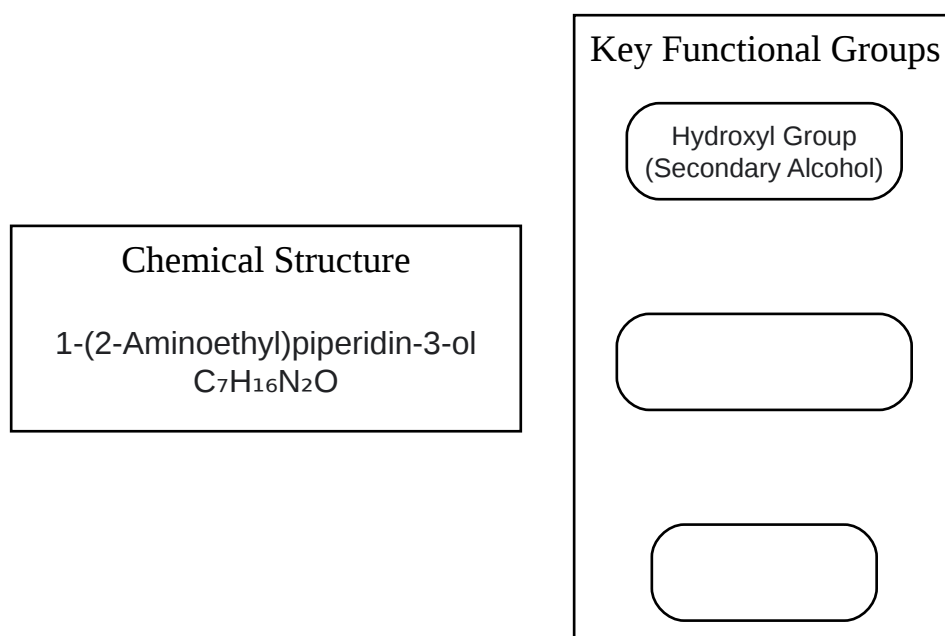 Key Functional Groups
Hydroxyl Group
(Secondary Alcohol)
Chemical Structure
1-(2-Aminoethyl)piperidin-3-ol
C₇H₁₆N₂O